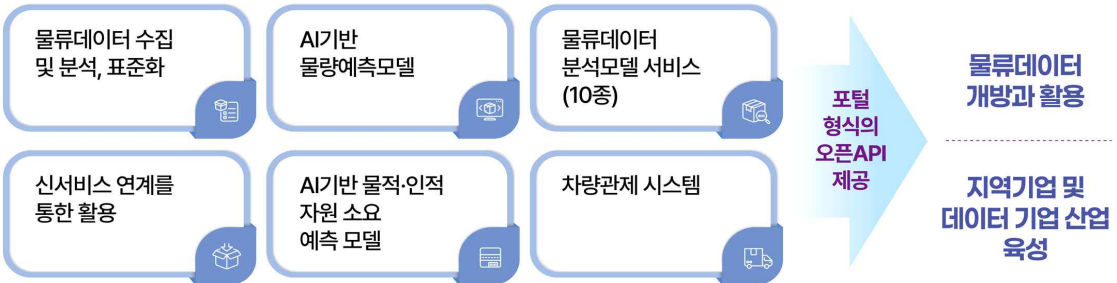 물류데이터 수집
및 분석, 표준화
AI기반
물량예측모델
물류데이터
분석모델 서비스
(10종)
신서비스 연계를
통한 활용
AI기반 물적·인적
자원 소요
예측 모델
차량관제 시스템
포털
형식의
오픈API
제공
물류데이터
개방과 활용
지역기업 및
데이터 기업 산업
육성